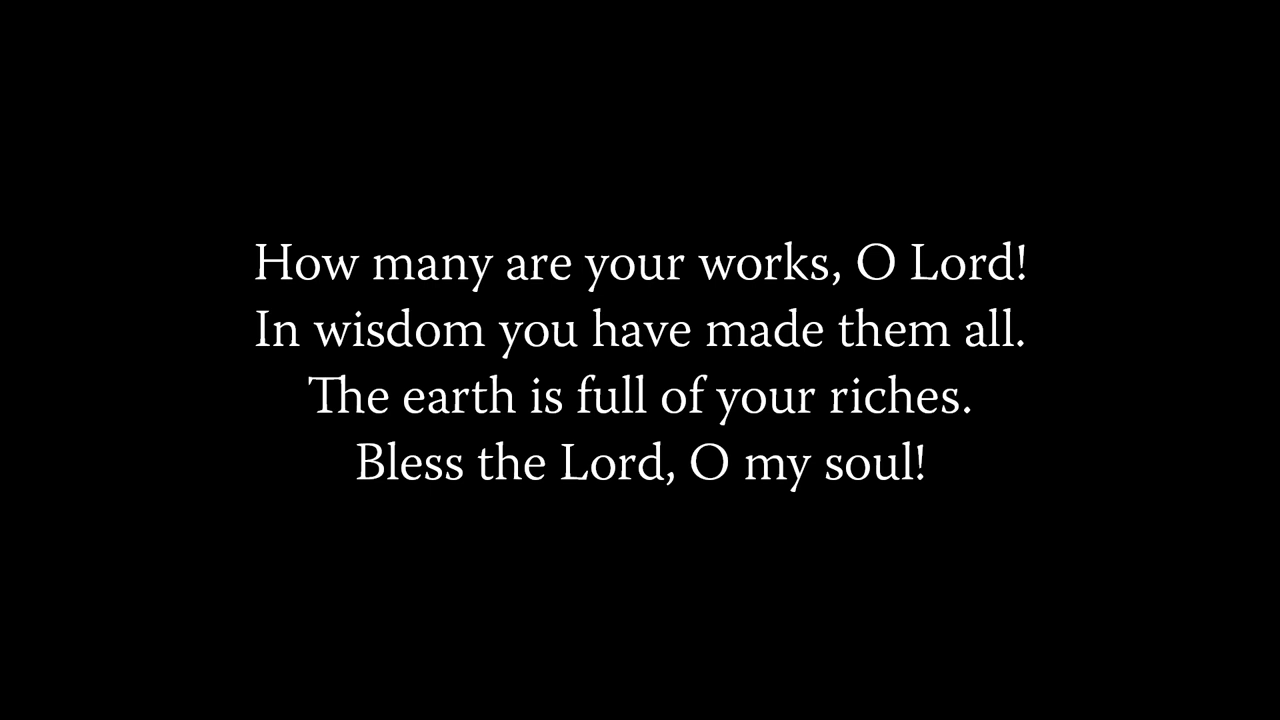 How many are your works, O Lord!
In wisdom you have made them all.
The earth is full of your riches.
Bless the Lord, O my soul!